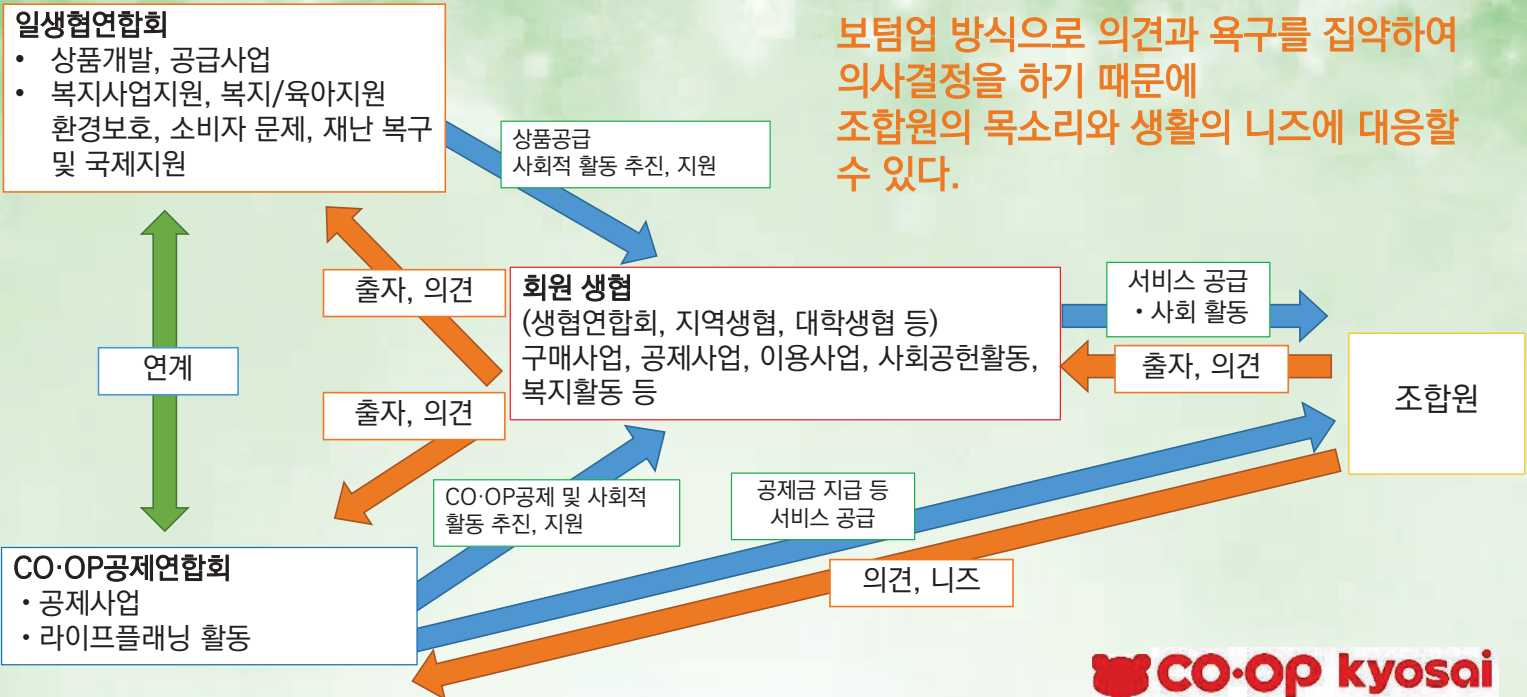 일생협연합회
• 상품개발, 공급사업
• 복지사업지원, 복지/육아지원
환경보호, 소비자 문제, 재난 복구
및 국제지원
보텀업 방식으로 의견과 욕구를 집약하여
의사결정을 하기 때문에
조합원의 목소리와 생활의 니즈에 대응할
수 있다.
상품공급
사회적 활동 추진, 지원
출자, 의견
회원 생협
(생협연합회, 지역생협, 대학생협 등)
구매사업, 공제사업, 이용사업, 사회공헌활동,
복지활동 등
서비스 공급
・사회 활동
출자, 의견
조합원
연계
출자, 의견
CO·OP공제 및 사회적
활동 추진, 지원
공제금 지급 등
서비스 공급
의견, 니즈
CO·OP공제연합회
・공제사업
・라이프플래닝 활동
CO·OP kyosai